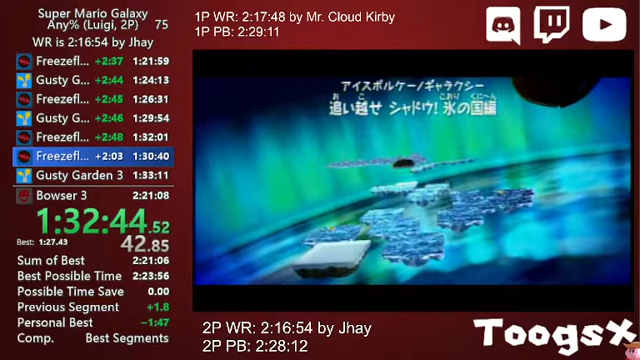 Super Mario Galaxy
Any% (Luigi, 2P) 75
WR is 2:16:54 by Jhay
Freezefl... +2:37 1:21:59
Gusty G... +2:44 1:24:13
Freezefl... +2:45 1:26:31
Gusty G... +2:46 1:29:54
Freezefl... +2:48 1:32:01
Freezefl... +2:03 1:30:40
Gusty Garden 3 1:33:11
Bowser 3 2:21:08
1:32:44.52
Best: 1:27.43 42.85
Sum of Best 2:21:06
Best Possible Time 2:23:56
Possible Time Save 0.00
Previous Segment +1.8
Personal Best −1:47
Comp. Best Segments
1P WR: 2:17:48 by Mr. Cloud Kirby
1P PB: 2:29:11
アイスボルケーノギャラクシー
追い越せ シャドウ! 氷の国編
2P WR: 2:16:54 by Jhay
2P PB: 2:28:12
ToogsX